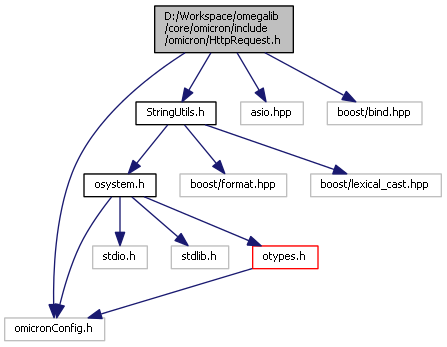 D:/Workspace/omegalib
/core/omicron/include
/omicron/HttpRequest.h
StringUtils.h
asio.hpp
boost/bind.hpp
osystem.h
boost/format.hpp
boost/lexical_cast.hpp
stdio.h
stdlib.h
otypes.h
omicronConfig.h